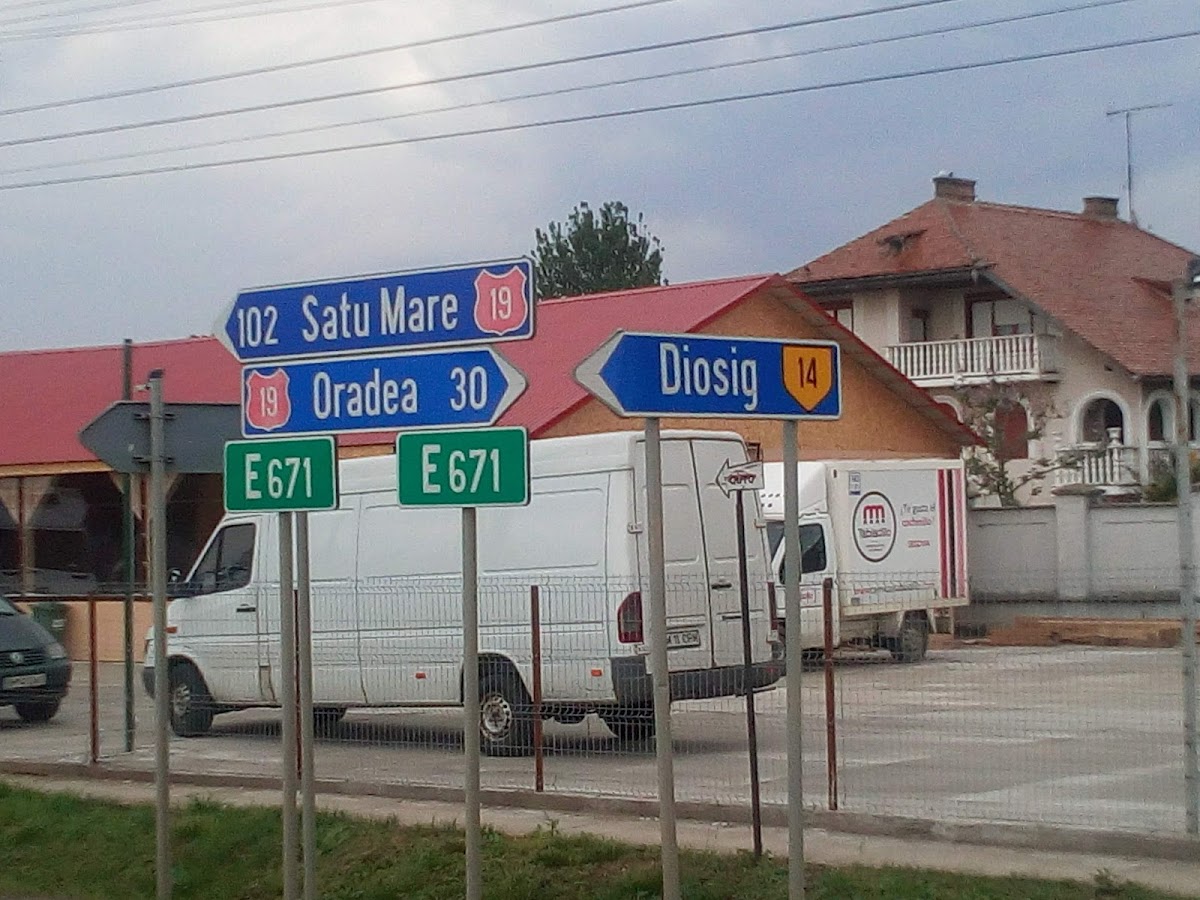 102 Satu Mare 19
19 Oradea 30
E 671
E 671
Diosig 14